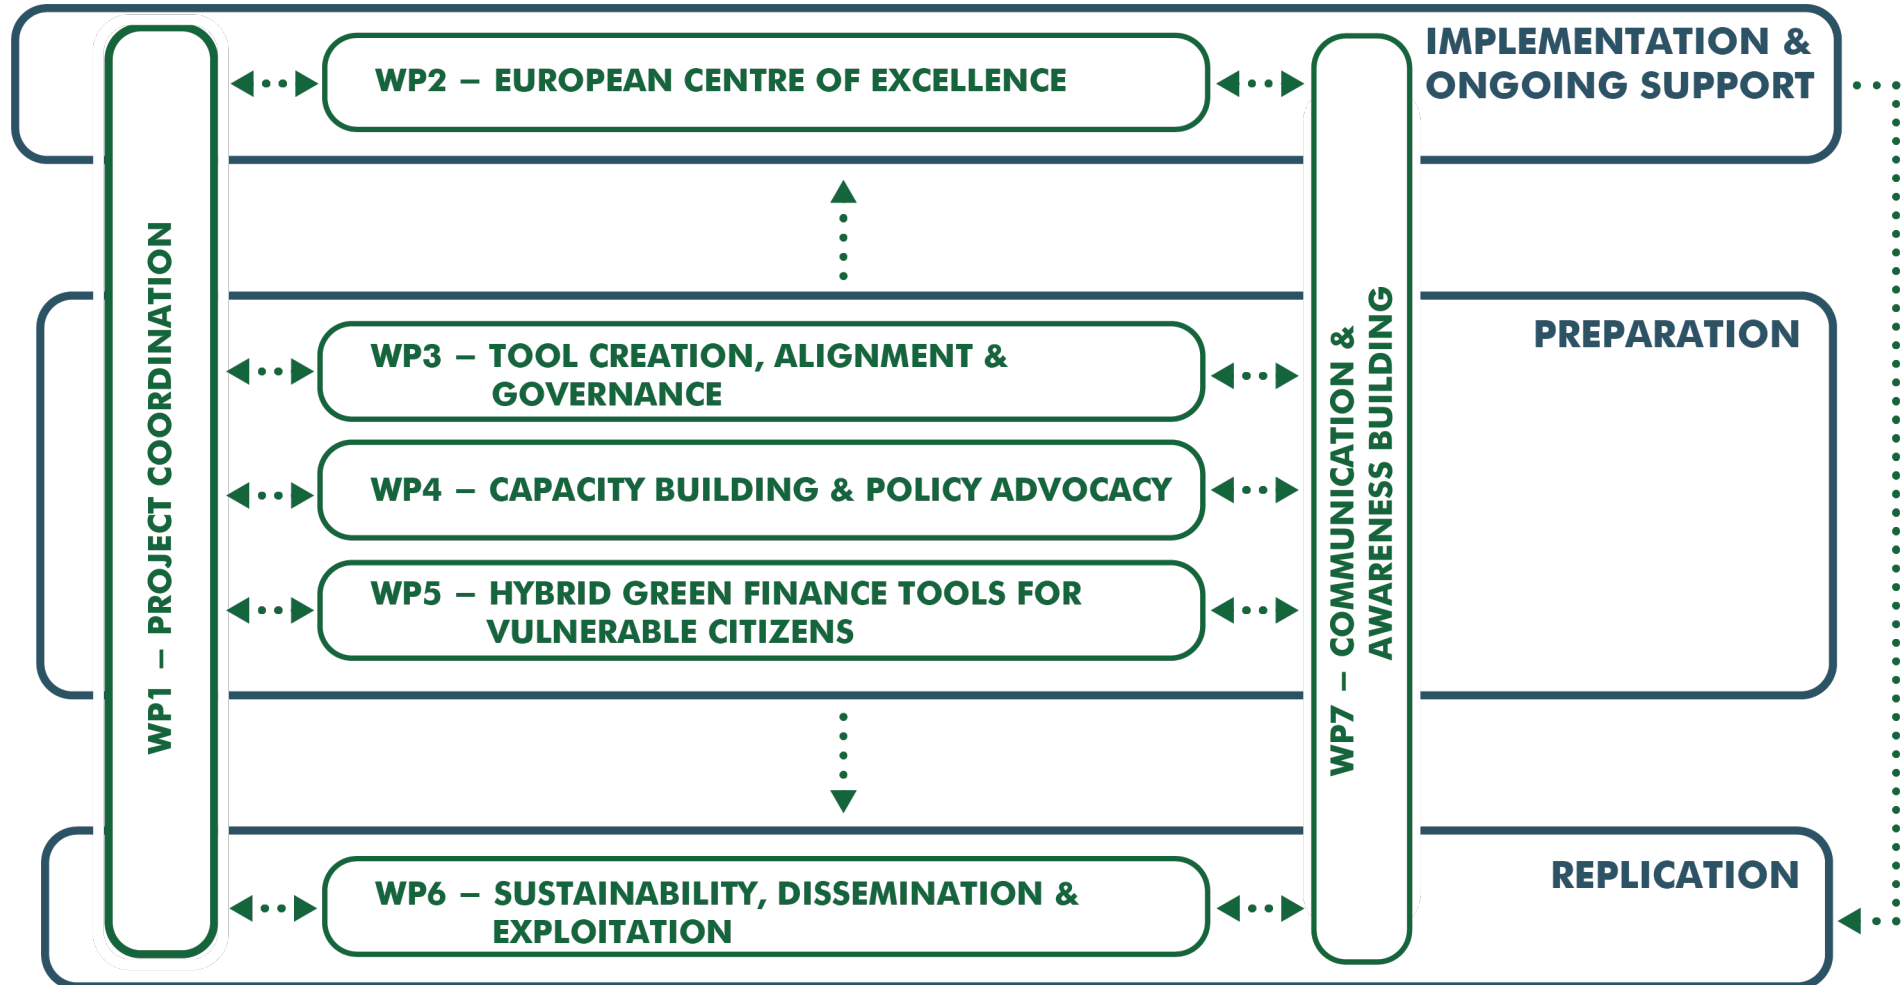 IMPLEMENTATION &
ONGOING SUPPORT
WP2 – EUROPEAN CENTRE OF EXCELLENCE
WP1 – PROJECT COORDINATION
PREPARATION
WP3 – TOOL CREATION, ALIGNMENT &
GOVERNANCE
WP4 – CAPACITY BUILDING & POLICY ADVOCACY
WP5 – HYBRID GREEN FINANCE TOOLS FOR
VULNERABLE CITIZENS
WP7 – COMMUNICATION &
AWARENESS BUILDING
REPLICATION
WP6 – SUSTAINABILITY, DISSEMINATION &
EXPLOITATION